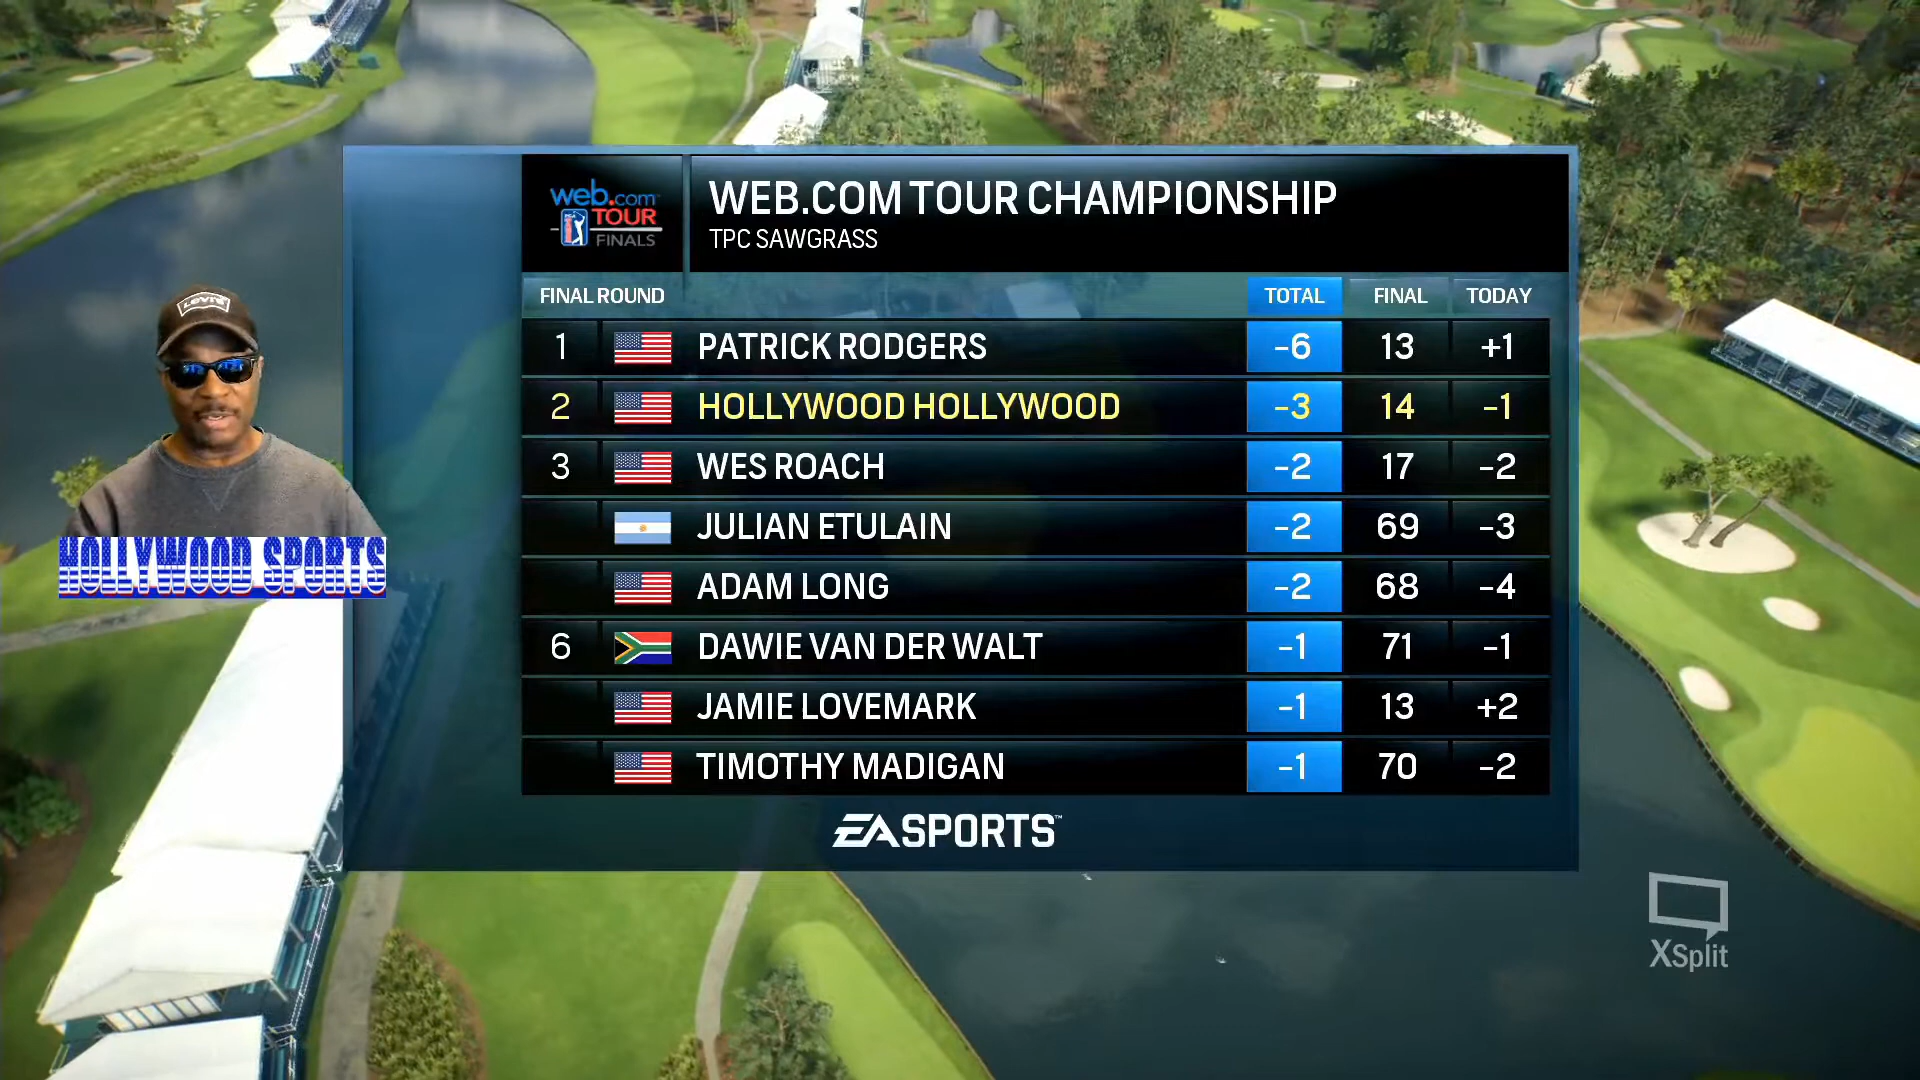 web.com
PGA
TOUR
FINALS
WEB.COM TOUR CHAMPIONSHIP
TPC SAWGRASS
FINAL ROUND TOTAL FINAL TODAY
1 PATRICK RODGERS -6 13 +1
2 HOLLYWOOD HOLLYWOOD -3 14 -1
3 WES ROACH -2 17 -2
JULIAN ETULAIN -2 69 -3
ADAM LONG -2 68 -4
6 DAWIE VAN DER WALT -1 71 -1
JAMIE LOVEMARK -1 13 +2
TIMOTHY MADIGAN -1 70 -2
EA SPORTS™
LEVI'S
HOLLYWOOD SPORTS
XSplit